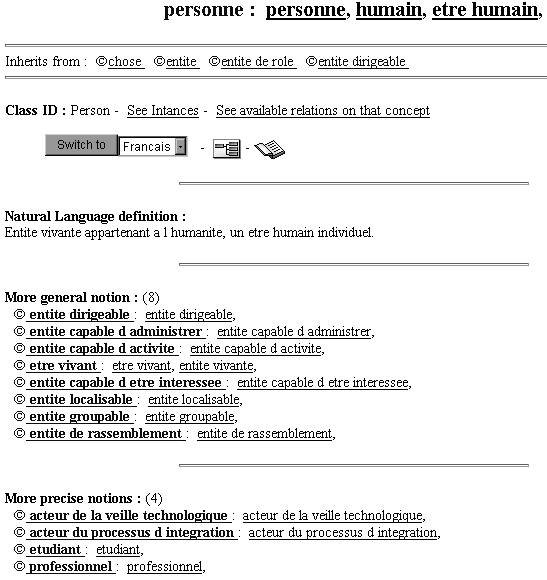 personne : personne, humain, etre humain,
Inherits from : ©chose ©entite ©entite de role ©entite dirigeable
Class ID : Person - See Intances - See available relations on that concept
Switch to Francais - -
Natural Language definition :
Entite vivante appartenant a l humanite, un etre humain individuel.
More general notion : (8)
© entite dirigeable : entite dirigeable,
© entite capable d administrer : entite capable d administrer,
© entite capable d activite : entite capable d activite,
© etre vivant : etre vivant, entite vivante,
© entite capable d etre interessee : entite capable d etre interessee,
© entite localisable : entite localisable,
© entite groupable : entite groupable,
© entite de rassemblement : entite de rassemblement,
More precise notions : (4)
© acteur de la veille technologique : acteur de la veille technologique,
© acteur du processus d integration : acteur du processus d integration,
© etudiant : etudiant,
© professionnel : professionnel,